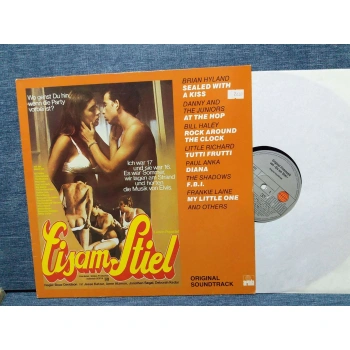 Wo gehst Du hin,
wenn die Party
vorbei ist?
Ich war 17
und sie war 16.
Es war Sommer,
wir lagen am Strand
und hörten
die Musik von Elvis.
Eis am Stiel
BRIAN HYLAND
SEALED WITH
A KISS
DANNY AND
THE JUNIORS
AT THE HOP
BILL HALEY
ROCK AROUND
THE CLOCK
LITTLE RICHARD
TUTTI FRUTTI
PAUL ANKA
DIANA
THE SHADOWS
F.B.I.
FRANKIE LAINE
MY LITTLE ONE
AND OTHERS
ORIGINAL
SOUNDTRACK